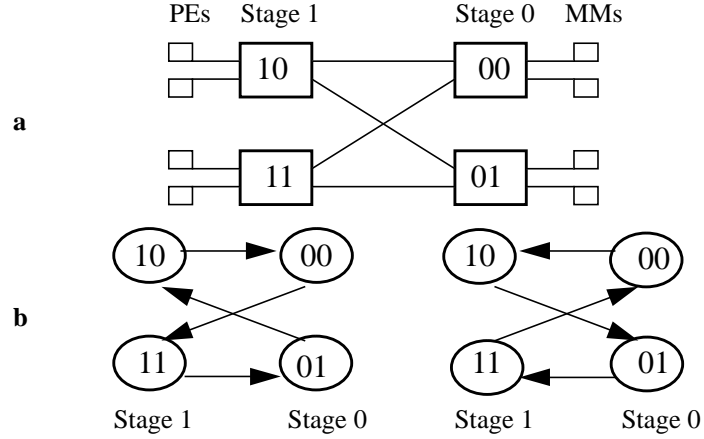 PEs Stage 1 Stage 0 MMs
10 00
a
11 01
10 00 10 00
b
11 01 11 01
Stage 1 Stage 0 Stage 1 Stage 0